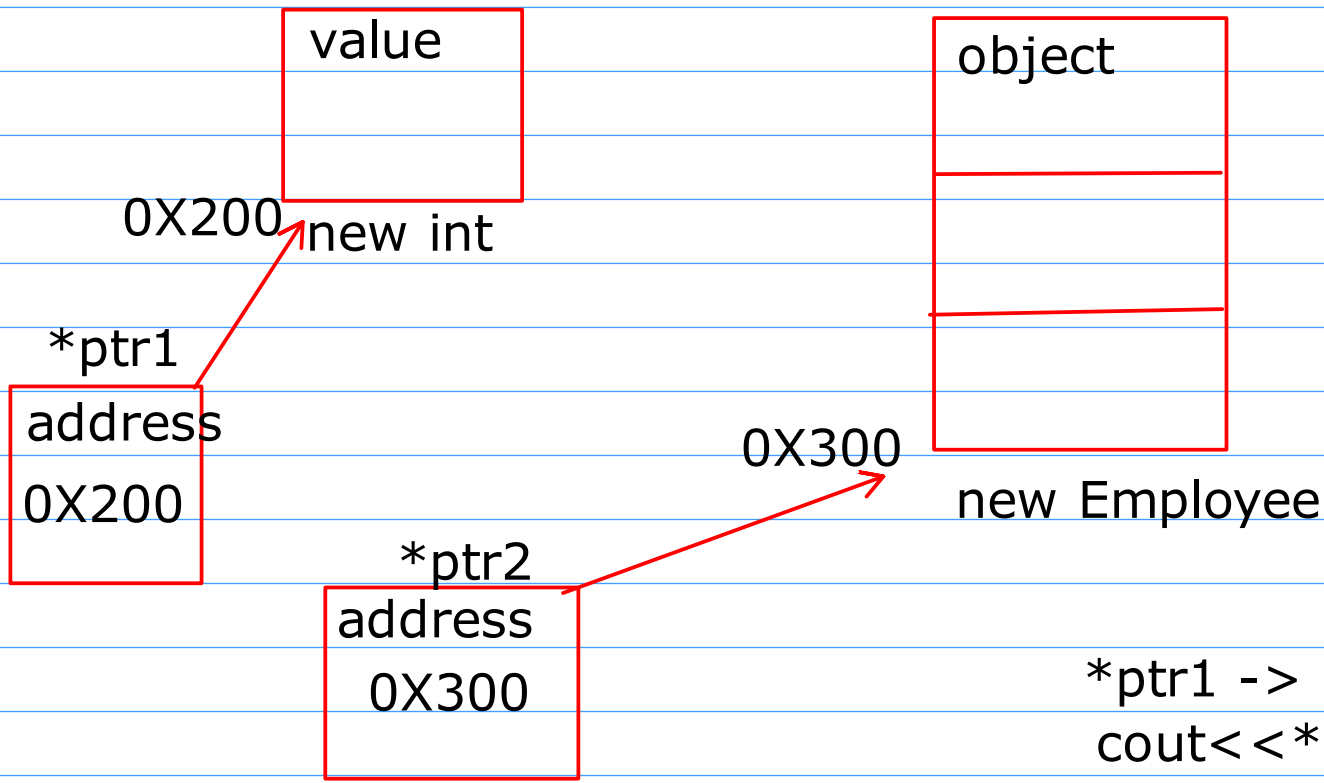 value
object
0X200
new int
*ptr1
address
0X200
0X300
new Employee
*ptr2
address
0X300
*ptr1 ->
cout<<*